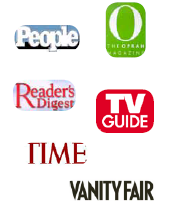 People
O
THE OPRAH
MAGAZINE
Reader's
Digest
TV
GUIDE
TIME
VANITY FAIR